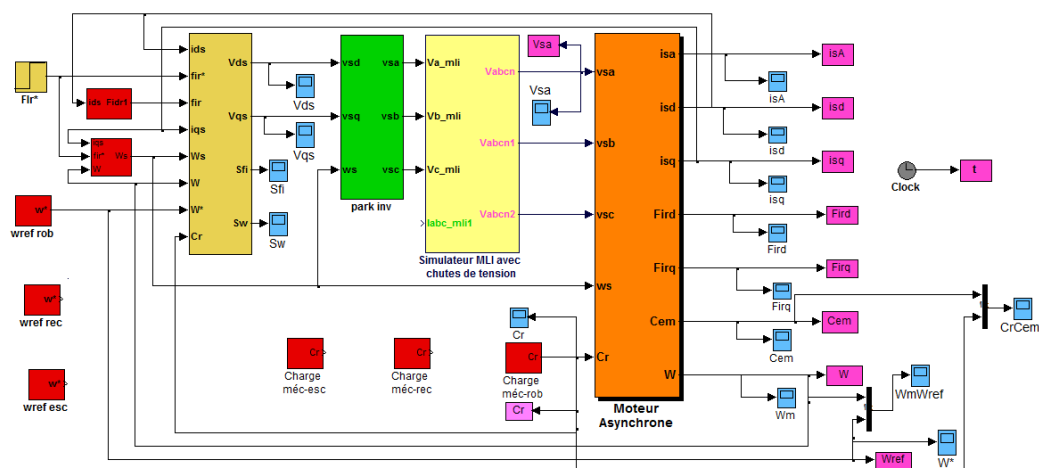 FIr*
ids Fidr1
iqs
fir* Ws
W
w*
wref rob
w*
wref rec
w*
wref esc
ids
fir*
fir
iqs
Ws
W
W*
Cr
Vds
Vqs
Sfi
Sw
Vds
Vqs
Sfi
Sw
vsd
vsq
ws
vsa
vsb
vsc
park inv
Va_mli
Vb_mli
Vc_mli
Iabc_mli1
Vabcn
Vabcn1
Vabcn2
Simulateur MLI avec
chutes de tension
Vsa
Vsa
vsa
vsb
vsc
ws
Cr
isa
isd
isq
Fird
Firq
Cem
W
Moteur
Asynchrone
Cr
Charge
méc-esc
Cr
Charge
méc-rec
Cr
Cr
Charge
méc-rob
Cr
isA
isA
isd
isd
isq
isq
Fird
Fird
Firq
Firq
Cem
Cem
W
Wm
Clock
t
CrCem
WmWref
W*
Wref